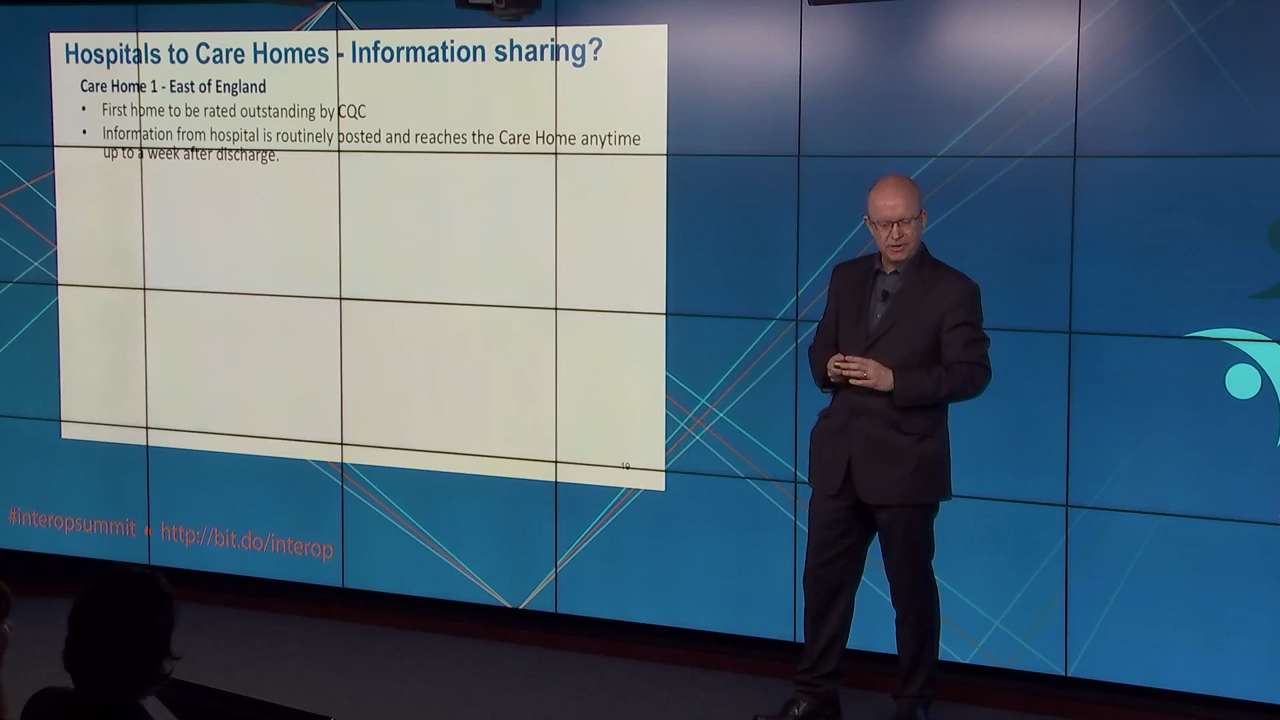 Hospitals to Care Homes - Information sharing?
Care Home 1 - East of England
• First home to be rated outstanding by CQC
• Information from hospital is routinely posted and reaches the Care Home anytime
up to a week after discharge.
19
#interopsummit • http://bit.do/interop